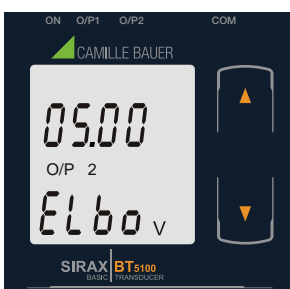 ON O/P1 O/P2 COM
CAMILLE BAUER
05.00
O/P 2
ELbo V
SIRAX BT5100
BASIC TRANSDUCER